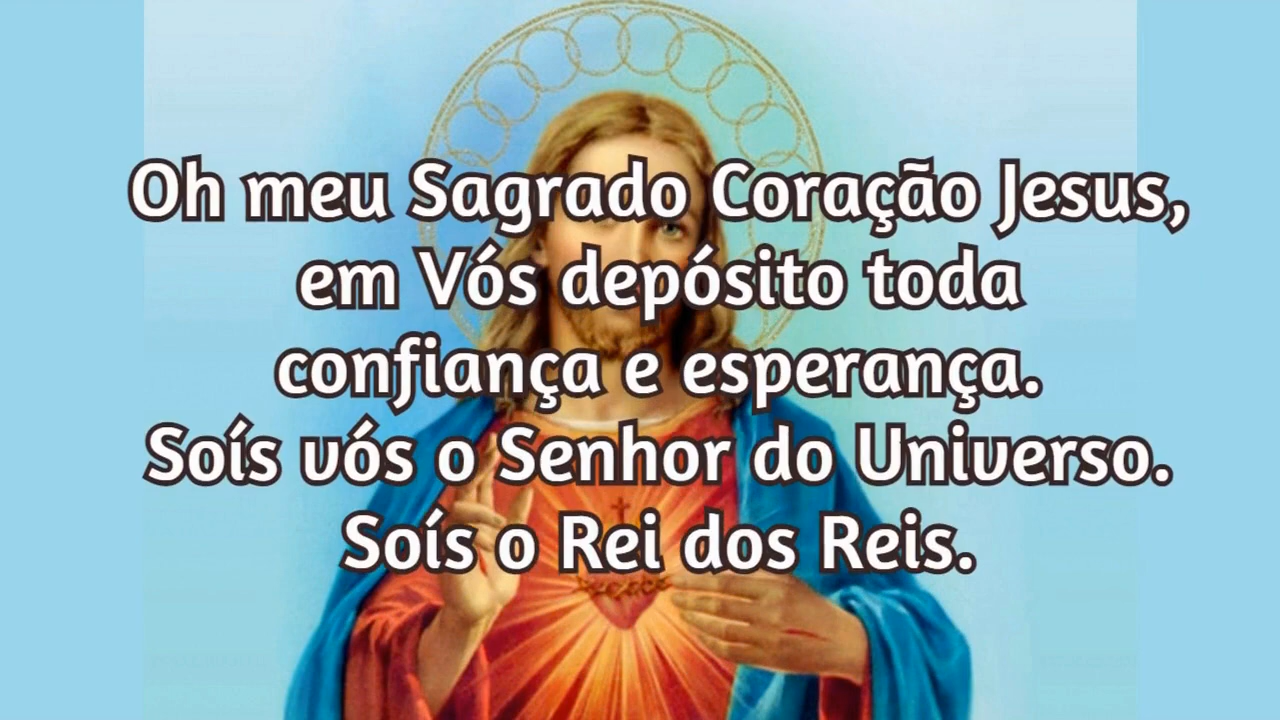 Oh meu Sagrado Coração Jesus,
em Vós depósito toda
confiança e esperança.
Soís vós o Senhor do Universo.
Soís o Rei dos Reis.